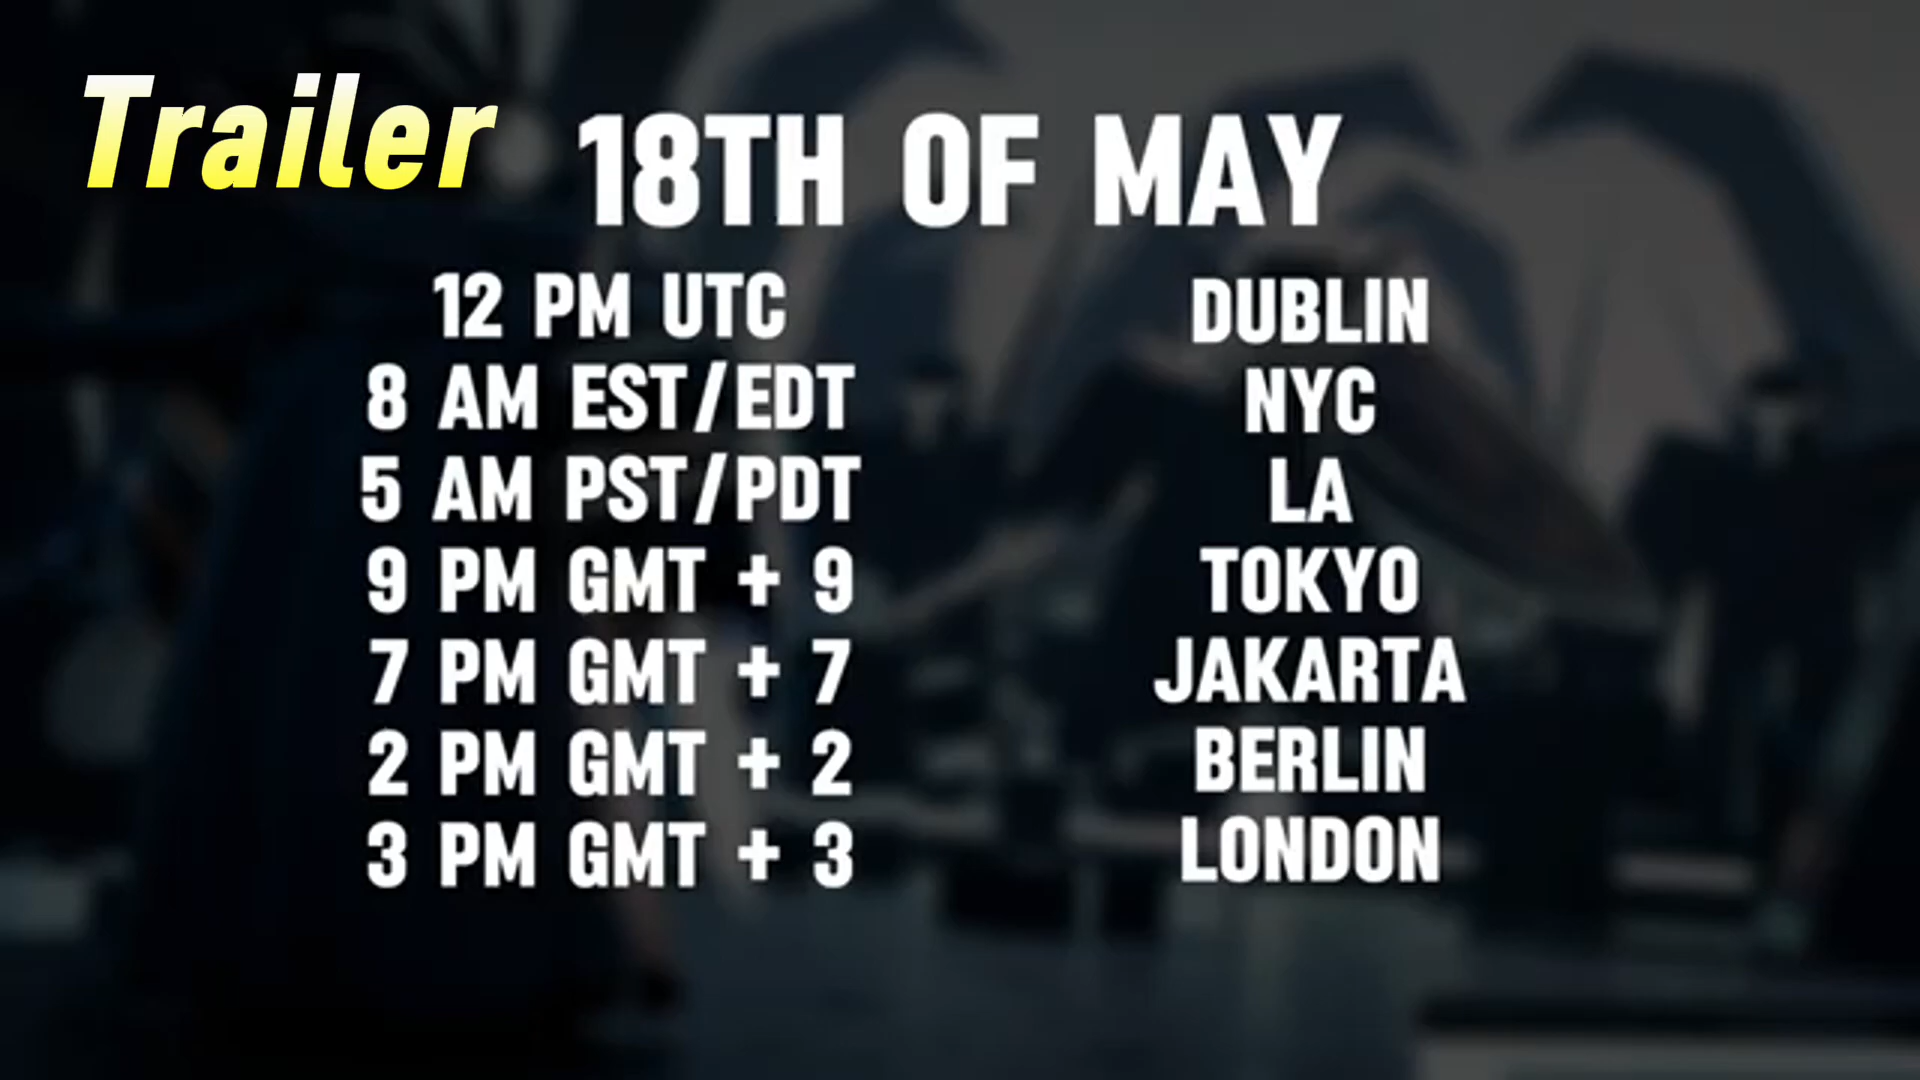 Trailer
18TH OF MAY
12 PM UTC DUBLIN
8 AM EST/EDT NYC
5 AM PST/PDT LA
9 PM GMT + 9 TOKYO
7 PM GMT + 7 JAKARTA
2 PM GMT + 2 BERLIN
3 PM GMT + 3 LONDON